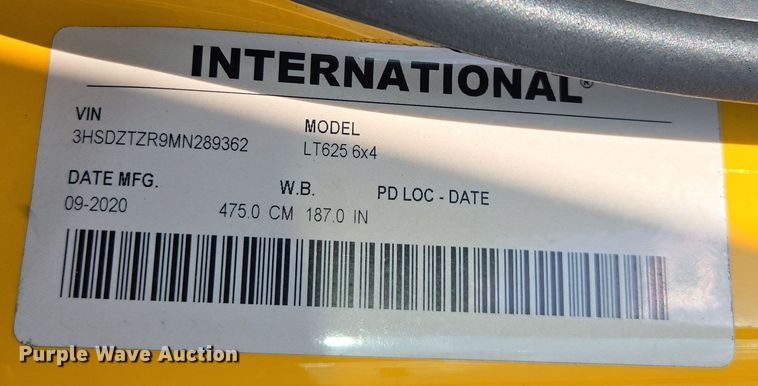 INTERNATIONAL®
VIN
3HSDZTZR9MN289362
MODEL
LT625 6x4
DATE MFG.
09-2020
W.B.
475.0 CM 187.0 IN
PD LOC - DATE
Purple Wave Auction